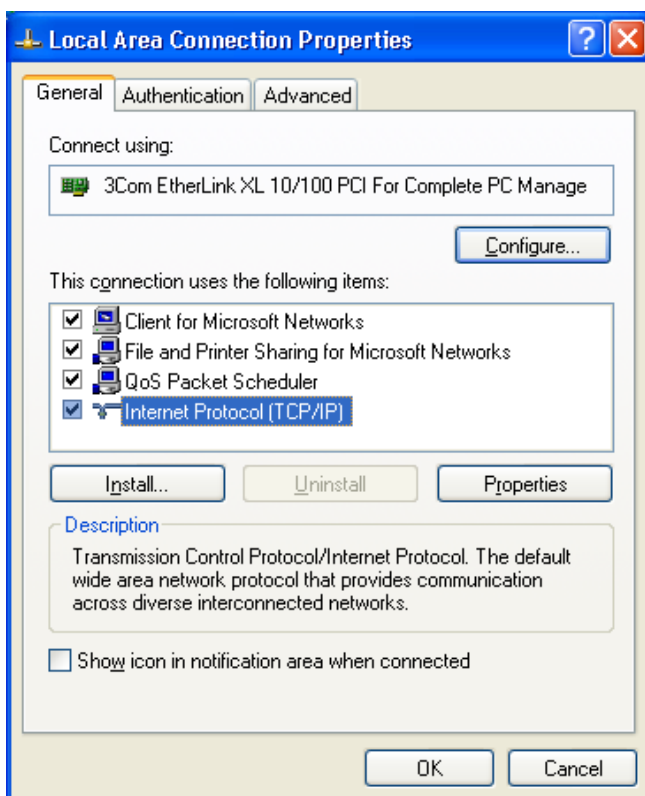 Local Area Connection Properties
General Authentication Advanced
Connect using:
3Com EtherLink XL 10/100 PCI For Complete PC Manage
Configure...
This connection uses the following items:
Client for Microsoft Networks
File and Printer Sharing for Microsoft Networks
QoS Packet Scheduler
Internet Protocol (TCP/IP)
Install... Uninstall Properties
Description
Transmission Control Protocol/Internet Protocol. The default
wide area network protocol that provides communication
across diverse interconnected networks.
Show icon in notification area when connected
OK Cancel